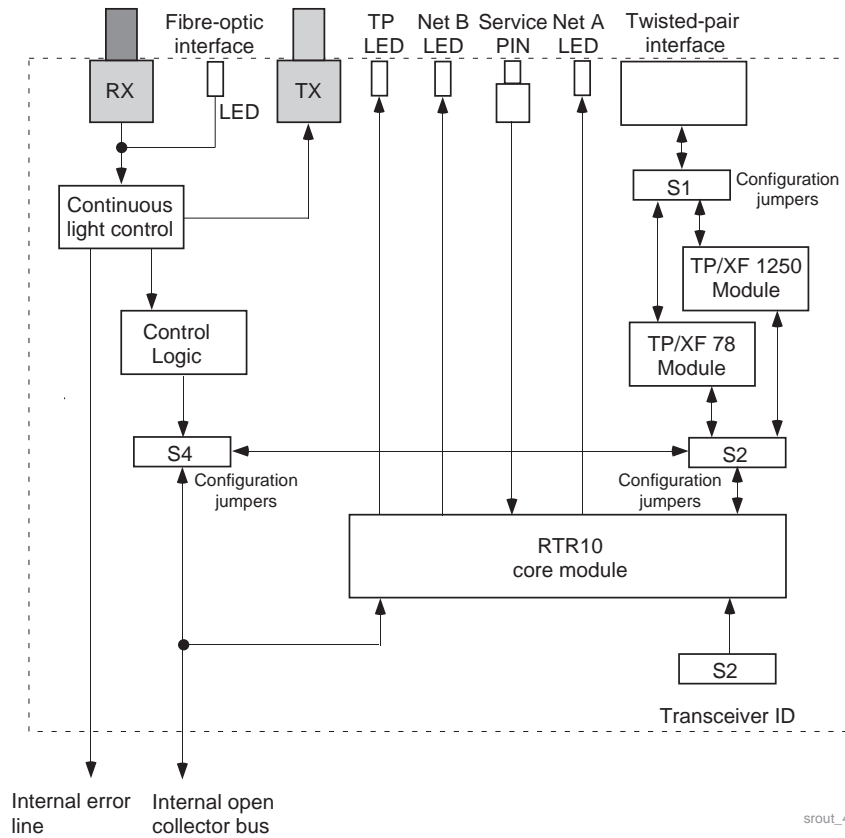 Fibre-optic
interface
TP
LED
Net B
LED
Service
PIN
Net A
LED
Twisted-pair
interface
RX
LED
TX
S1
Configuration
jumpers
Continuous
light control
TP/XF 1250
Module
Control
Logic
TP/XF 78
Module
S4
S2
Configuration
jumpers
Configuration
jumpers
RTR10
core module
S2
Transceiver ID
Internal error
line
Internal open
collector bus
srout_4